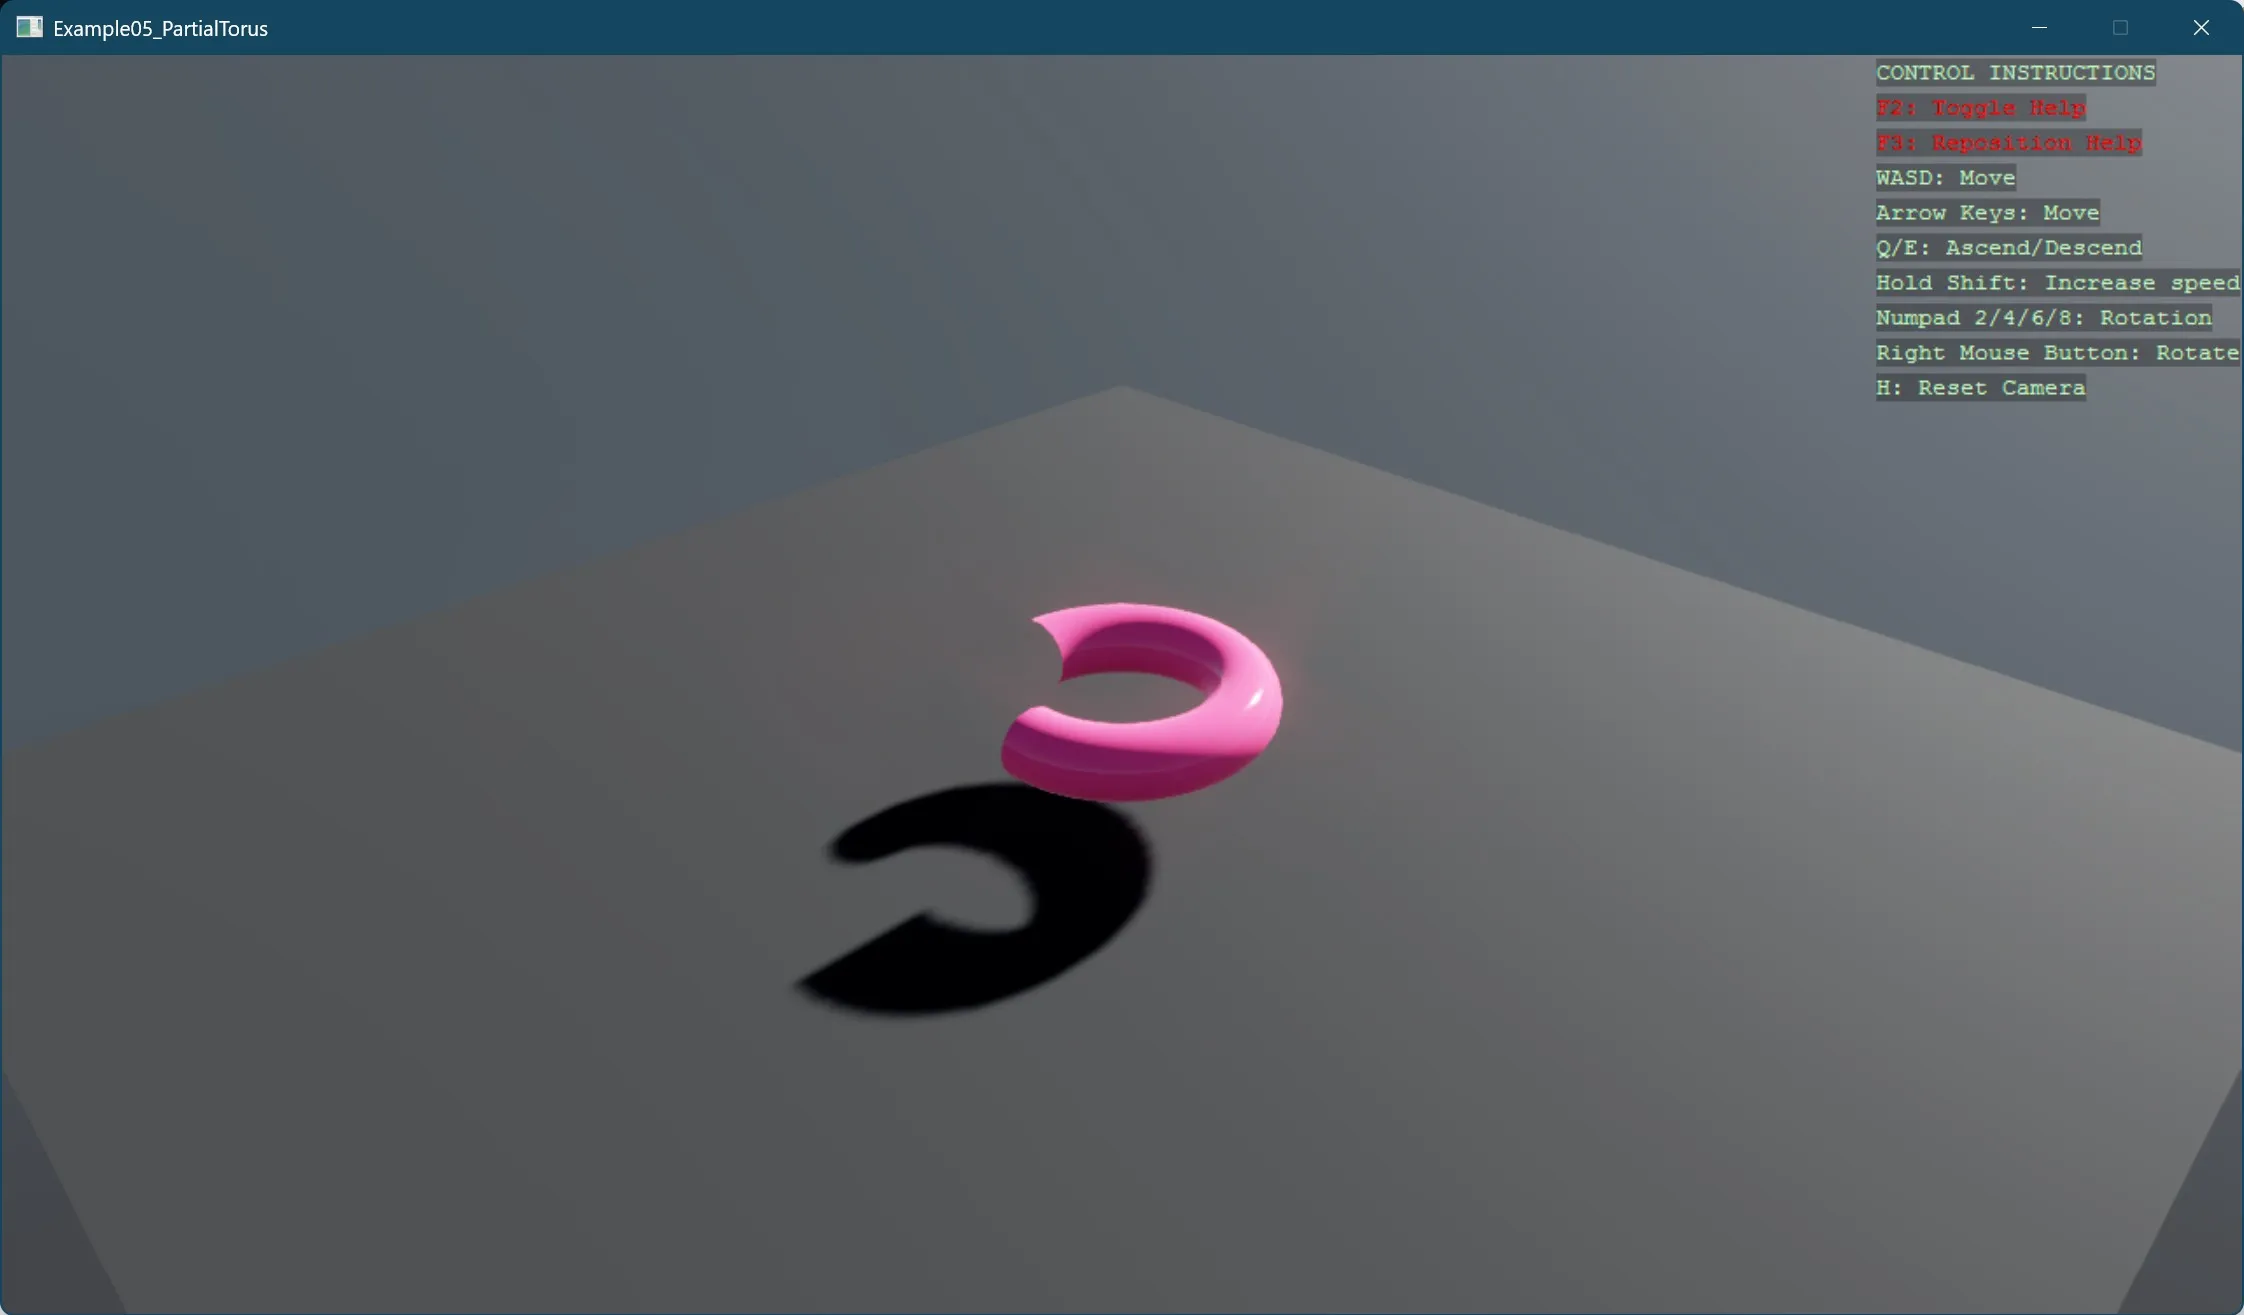 Example05_PartialTorus
CONTROL INSTRUCTIONS
F2: Toggle Help
F3: Reposition Help
WASD: Move
Arrow Keys: Move
Q/E: Ascend/Descend
Hold Shift: Increase speed
Numpad 2/4/6/8: Rotation
Right Mouse Button: Rotate
H: Reset Camera